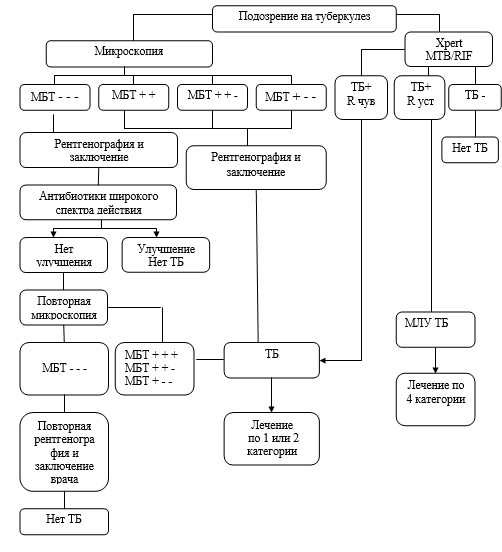 Подозрение на туберкулез
Микроскопия
Xpert
MTB/RIF
МБТ - - -
МБТ + +
МБТ + + -
МБТ + - -
ТБ+
R чув
ТБ+
R уст
ТБ -
Рентгенография и
заключение
Рентгенография и
заключение
Нет ТБ
Антибиотики широкого
спектра действия
Нет
улучшения
Улучшение
Нет ТБ
Повторная
микроскопия
МЛУ ТБ
МБТ - - -
МБТ + + +
МБТ + + -
МБТ + - -
ТБ
Лечение по
4 категории
Повторная
рентгеногра
фия и
заключение
врача
Лечение
по 1 или 2
категории
Нет ТБ